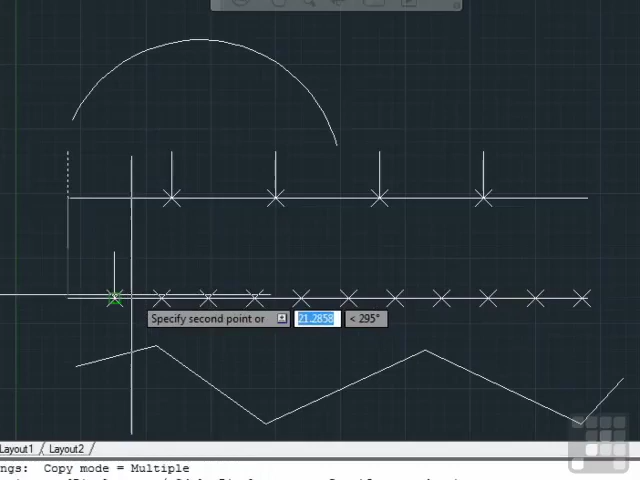 Specify second point or 21.2858 < 295°
Layout1 / Layout2 /
ngs: Copy mode = Multiple